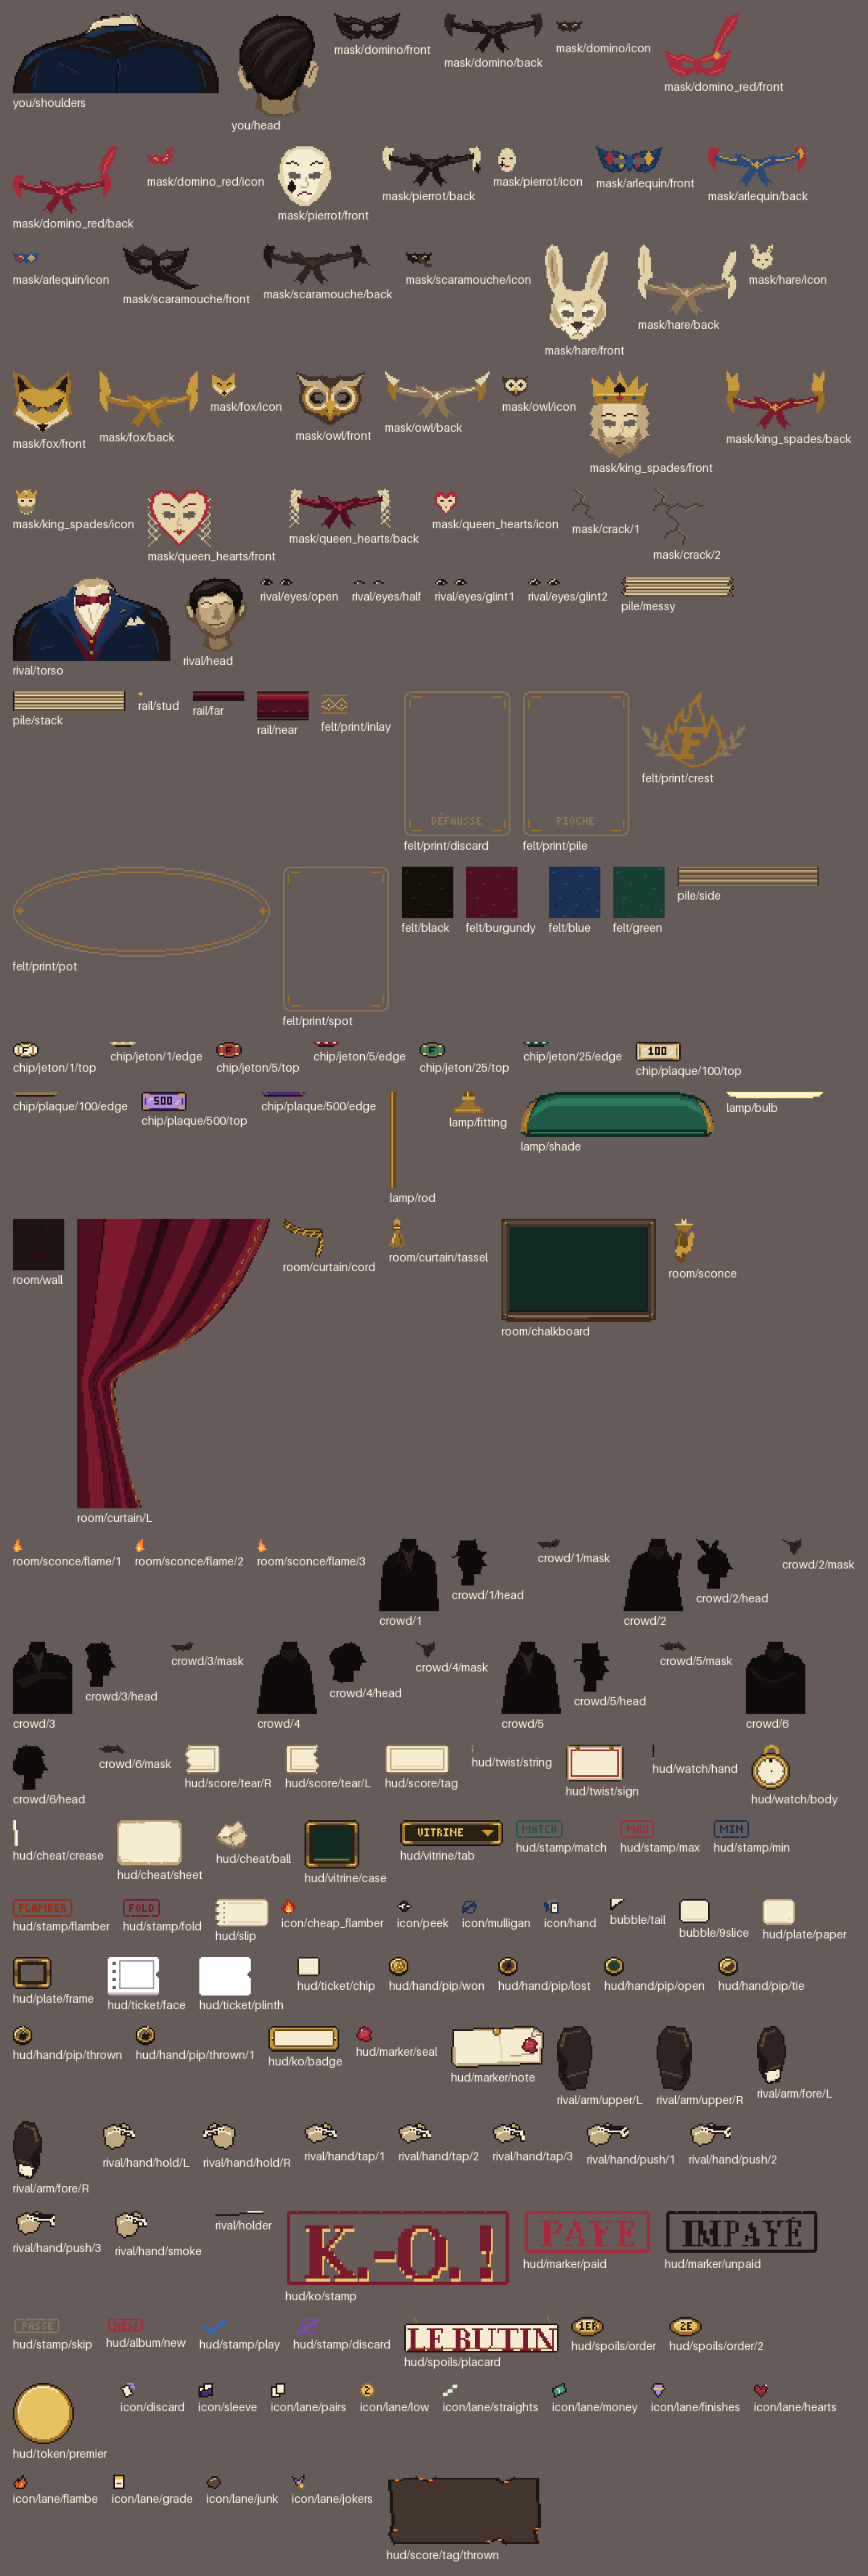 you/shoulders
you/head
mask/domino/front
mask/domino/back
mask/domino/icon
mask/domino_red/front
mask/domino_red/back
mask/domino_red/icon
mask/pierrot/front
mask/pierrot/back
mask/pierrot/icon
mask/arlequin/front
mask/arlequin/back
mask/arlequin/icon
mask/scaramouche/front
mask/scaramouche/back
mask/scaramouche/icon
mask/hare/front
mask/hare/back
mask/hare/icon
mask/fox/front
mask/fox/back
mask/fox/icon
mask/owl/front
mask/owl/back
mask/owl/icon
mask/king_spades/front
mask/king_spades/back
mask/king_spades/icon
mask/queen_hearts/front
mask/queen_hearts/back
mask/queen_hearts/icon
mask/crack/1
mask/crack/2
rival/torso
rival/head
rival/eyes/open
rival/eyes/half
rival/eyes/glint1
rival/eyes/glint2
pile/messy
pile/stack
rail/stud
rail/far
rail/near
felt/print/inlay
DÉFAUSSE
felt/print/discard
PIOCHE
felt/print/pile
F
felt/print/crest
felt/print/pot
felt/print/spot
felt/black
felt/burgundy
felt/blue
felt/green
pile/side
F
chip/jeton/1/top
chip/jeton/1/edge
F
chip/jeton/5/top
chip/jeton/5/edge
F
chip/jeton/25/top
chip/jeton/25/edge
100
chip/plaque/100/top
chip/plaque/100/edge
500
chip/plaque/500/top
chip/plaque/500/edge
lamp/rod
lamp/fitting
lamp/shade
lamp/bulb
room/wall
room/curtain/L
room/curtain/cord
room/curtain/tassel
room/chalkboard
room/sconce
room/sconce/flame/1
room/sconce/flame/2
room/sconce/flame/3
crowd/1
crowd/1/head
crowd/1/mask
crowd/2
crowd/2/head
crowd/2/mask
crowd/3
crowd/3/head
crowd/3/mask
crowd/4
crowd/4/head
crowd/4/mask
crowd/5
crowd/5/head
crowd/5/mask
crowd/6
crowd/6/head
crowd/6/mask
hud/score/tear/R
hud/score/tear/L
hud/score/tag
hud/twist/string
hud/twist/sign
hud/watch/hand
hud/watch/body
hud/cheat/crease
hud/cheat/sheet
hud/cheat/ball
hud/vitrine/case
VITRINE
hud/vitrine/tab
MATCH
hud/stamp/match
MAX
hud/stamp/max
MIN
hud/stamp/min
FLAMBER
hud/stamp/flamber
FOLD
hud/stamp/fold
hud/slip
icon/cheap_flamber
icon/peek
icon/mulligan
icon/hand
bubble/tail
bubble/9slice
hud/plate/paper
hud/plate/frame
hud/ticket/face
hud/ticket/plinth
hud/ticket/chip
hud/hand/pip/won
hud/hand/pip/lost
hud/hand/pip/open
hud/hand/pip/tie
hud/hand/pip/thrown
hud/hand/pip/thrown/1
hud/ko/badge
hud/marker/seal
hud/marker/note
rival/arm/upper/L
rival/arm/upper/R
rival/arm/fore/L
rival/arm/fore/R
rival/hand/hold/L
rival/hand/hold/R
rival/hand/tap/1
rival/hand/tap/2
rival/hand/tap/3
rival/hand/push/1
rival/hand/push/2
rival/hand/push/3
rival/hand/smoke
rival/holder
K.-O.!
hud/ko/stamp
PAYÉ
hud/marker/paid
IMPAYÉ
hud/marker/unpaid
PASSE
hud/stamp/skip
NEW
hud/album/new
hud/stamp/play
hud/stamp/discard
LE BUTIN
hud/spoils/placard
1ER
hud/spoils/order
2E
hud/spoils/order/2
hud/token/premier
icon/discard
icon/sleeve
icon/lane/pairs
2
icon/lane/low
icon/lane/straights
icon/lane/money
icon/lane/finishes
icon/lane/hearts
icon/lane/flambe
icon/lane/grade
icon/lane/junk
icon/lane/jokers
hud/score/tag/thrown